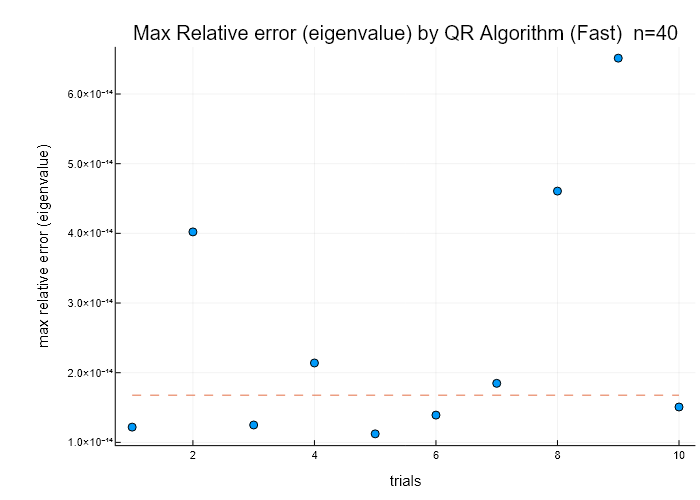 Max Relative error (eigenvalue) by QR Algorithm (Fast)  n=40
max relative error (eigenvalue)
6.0×10⁻¹⁴
5.0×10⁻¹⁴
4.0×10⁻¹⁴
3.0×10⁻¹⁴
2.0×10⁻¹⁴
1.0×10⁻¹⁴
2 4 6 8 10
trials